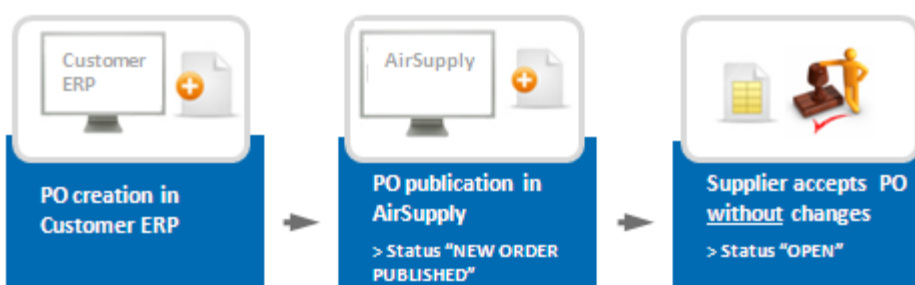 Customer
ERP
AirSupply
PO creation in
Customer ERP
PO publication in
AirSupply
> Status “NEW ORDER
PUBLISHED”
Supplier accepts PO
without changes
> Status “OPEN”